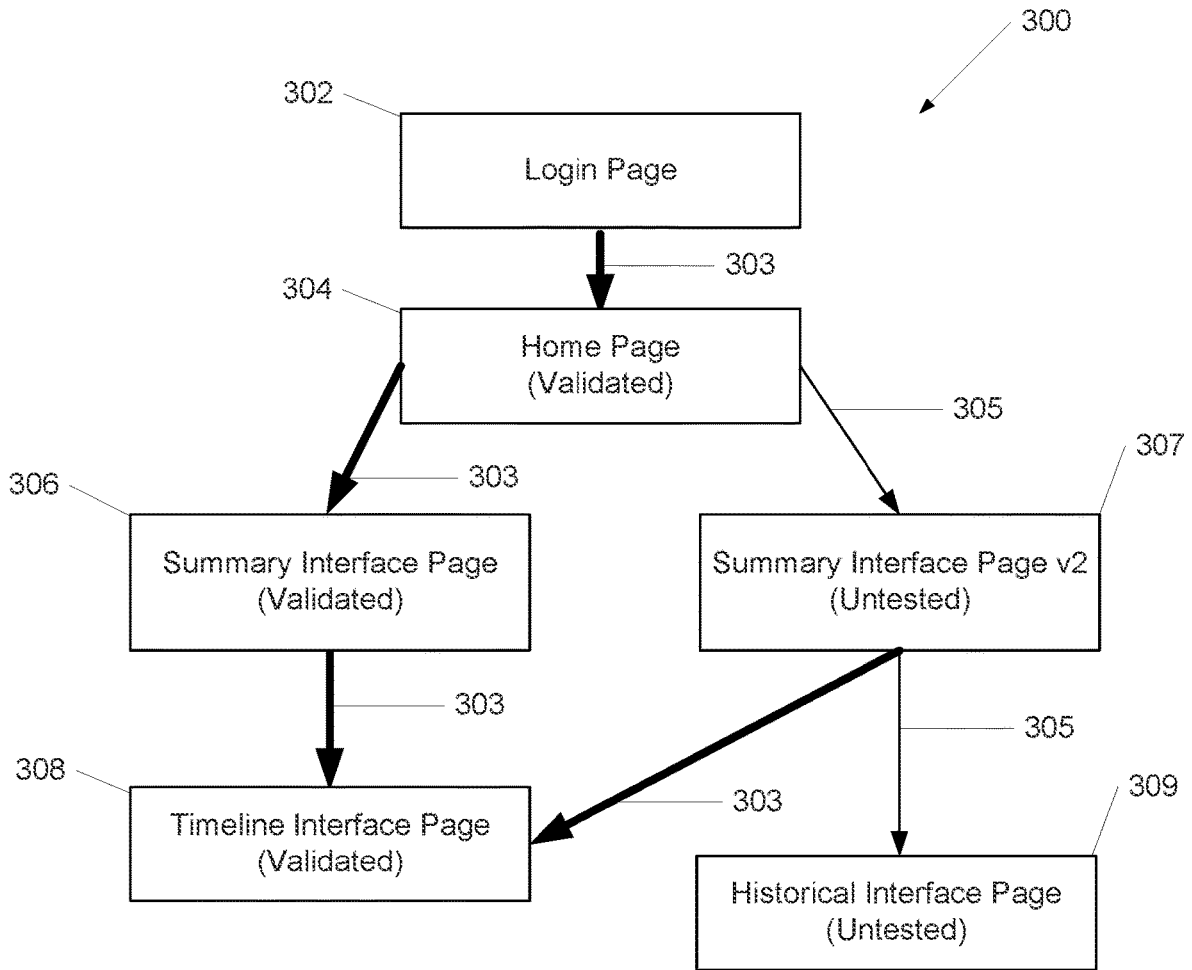 300
302
Login Page
303
304
Home Page
(Validated)
305
307
303
306
Summary Interface Page
(Validated)
Summary Interface Page v2
(Untested)
303
305
308
303
309
Timeline Interface Page
(Validated)
Historical Interface Page
(Untested)